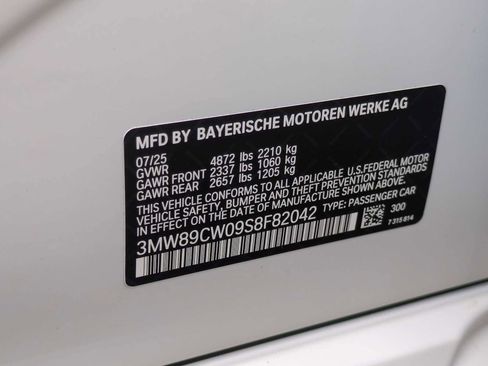 MFD BY BAYERISCHE MOTOREN WERKE AG
07/25 4872 lbs 2210 kg
GVWR
GAWR FRONT 2337 lbs 1060 kg
GAWR REAR 2657 lbs 1205 kg
THIS VEHICLE CONFORMS TO ALL APPLICABLE U.S.FEDERAL MOTOR
VEHICLE SAFETY, BUMPER, AND THEFT PREVENTION STANDARDS
IN EFFECT ON THE DATE OF MANUFACTURE SHOWN ABOVE.
3MW89CW09S8F82042 TYPE: PASSENGER CAR
300
7 315 814